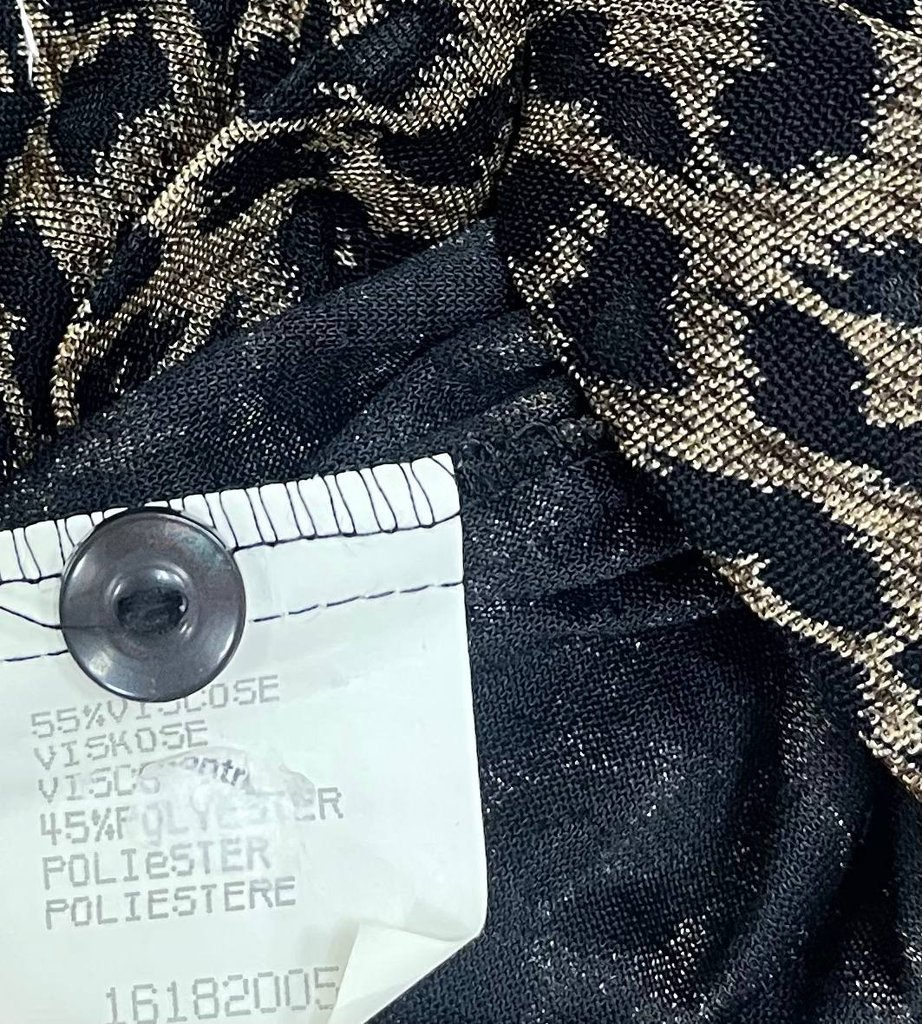 55%VISCOSE
VISKOSE
45%POLYESTER
POLIeSTER
POLIESTERE
16182005